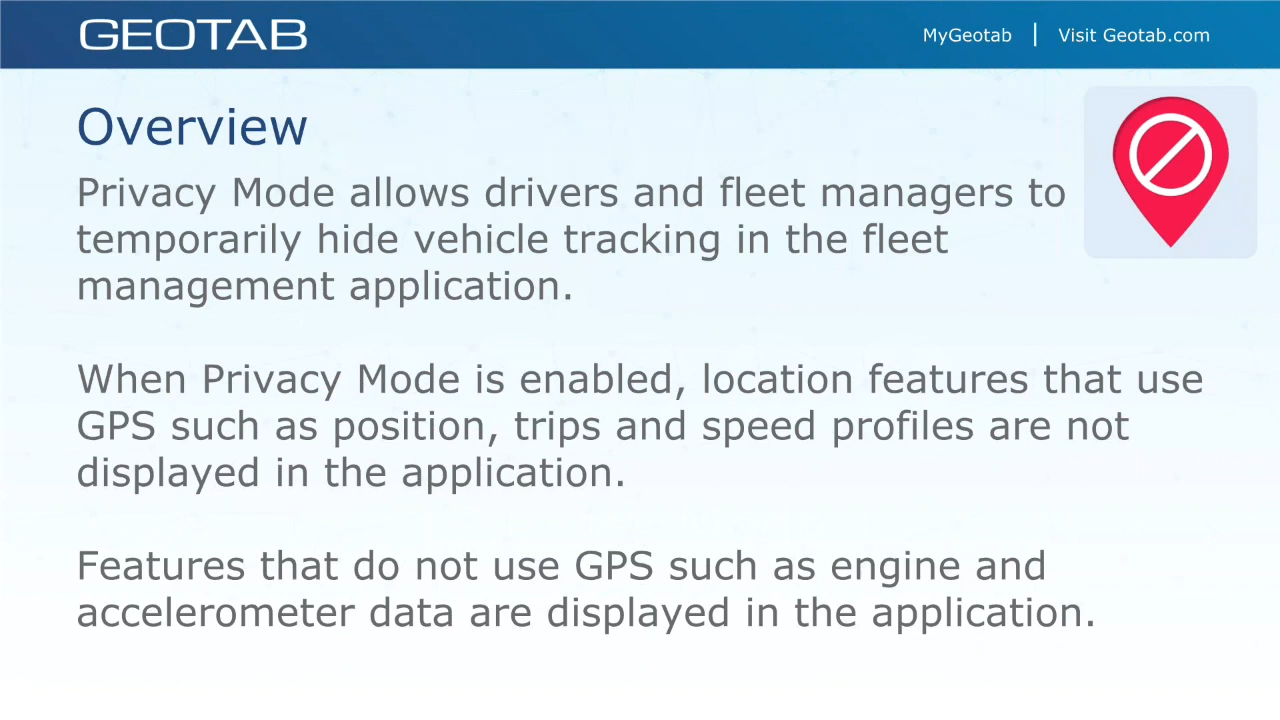 GEOTAB
MyGeotab | Visit Geotab.com
Overview
Privacy Mode allows drivers and fleet managers to
temporarily hide vehicle tracking in the fleet
management application.
When Privacy Mode is enabled, location features that use
GPS such as position, trips and speed profiles are not
displayed in the application.
Features that do not use GPS such as engine and
accelerometer data are displayed in the application.